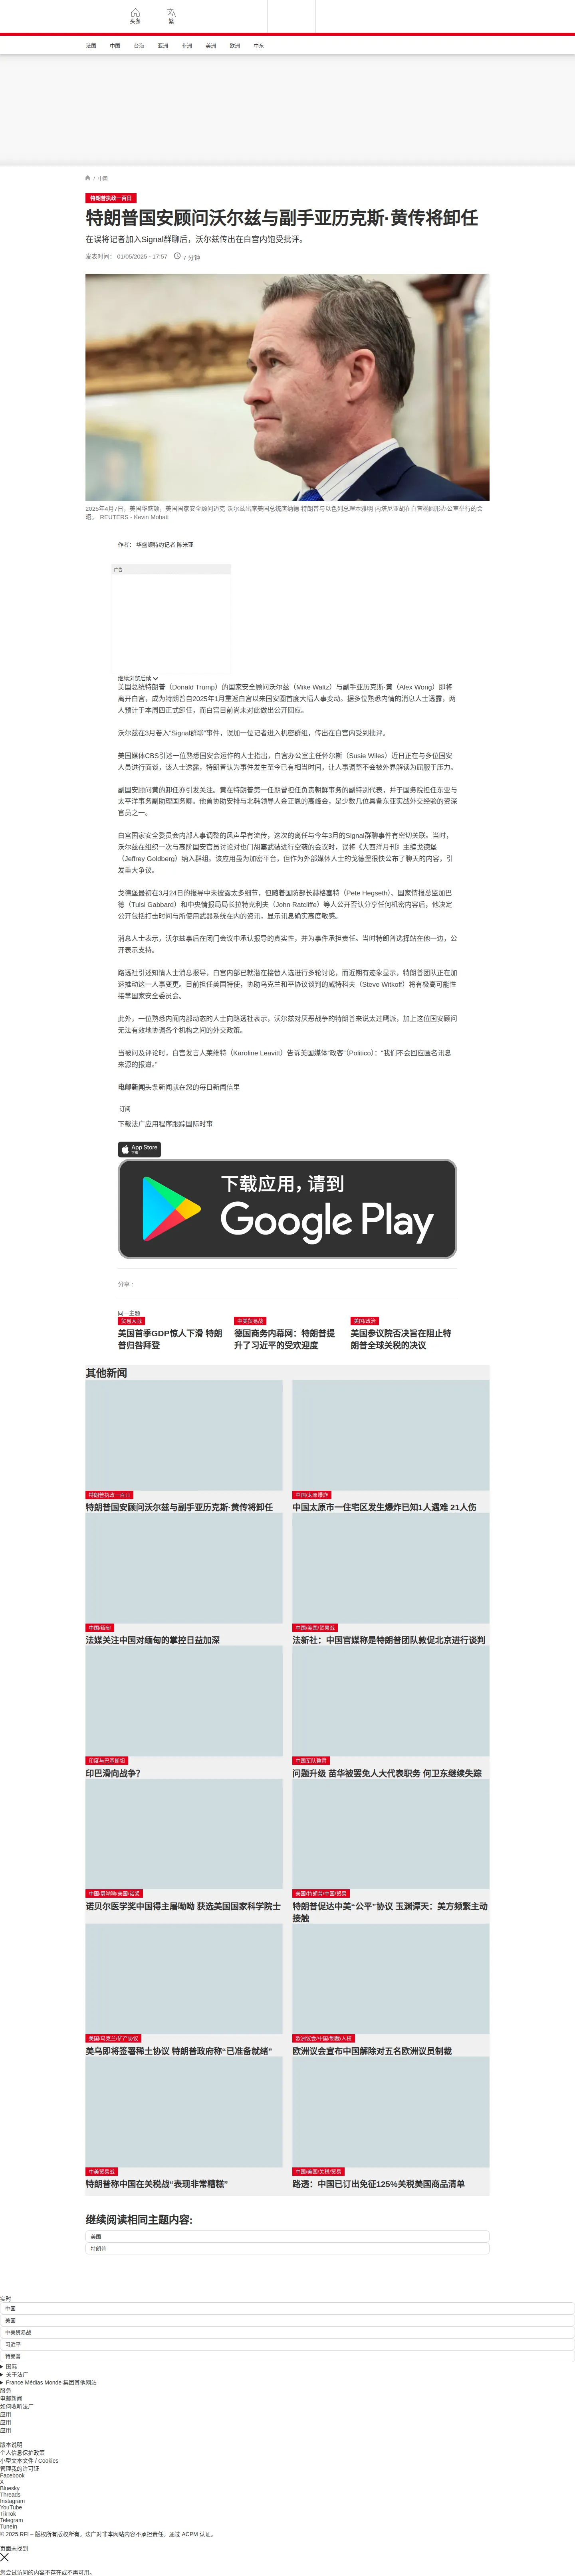 头条
繁
法国
中国
台海
亚洲
非洲
美洲
欧洲
中东
/ 中国
特朗普执政一百日
特朗普国安顾问沃尔兹与副手亚历克斯·黄传将卸任
在误将记者加入Signal群聊后，沃尔兹传出在白宫内饱受批评。
发表时间： 01/05/2025 - 17:57
7 分钟
2025年4月7日，美国华盛顿，美国国家安全顾问迈克·沃尔兹出席美国总统唐纳德·特朗普与以色列总理本雅明·内塔尼亚胡在白宫椭圆形办公室举行的会
晤。 REUTERS - Kevin Mohatt
作者： 华盛顿特约记者 陈米亚
广告
继续浏览后续
美国总统特朗普（Donald Trump）的国家安全顾问沃尔兹（Mike Waltz）与副手亚历克斯·黄（Alex Wong）即将
离开白宫，成为特朗普自2025年1月重返白宫以来国安圈首度大幅人事变动。据多位熟悉内情的消息人士透露，两
人预计于本周四正式卸任，而白宫目前尚未对此做出公开回应。
沃尔兹在3月卷入“Signal群聊”事件，误加一位记者进入机密群组，传出在白宫内受到批评。
美国媒体CBS引述一位熟悉国安会运作的人士指出，白宫办公室主任怀尔斯（Susie Wiles）近日正在与多位国安
人员进行面谈，该人士透露，特朗普认为事件发生至今已有相当时间，让人事调整不会被外界解读为屈服于压力。
副国安顾问黄的卸任亦引发关注。黄在特朗普第一任期曾担任负责朝鲜事务的副特别代表，并于国务院担任东亚与
太平洋事务副助理国务卿。他曾协助安排与北韩领导人金正恩的高峰会，是少数几位具备东亚实战外交经验的资深
官员之一。
白宫国家安全委员会内部人事调整的风声早有流传，这次的离任与今年3月的Signal群聊事件有密切关联。当时，
沃尔兹在组织一次与高阶国安官员讨论对也门胡塞武装进行空袭的会议时，误将《大西洋月刊》主编戈德堡
（Jeffrey Goldberg）纳入群组。该应用虽为加密平台，但作为外部媒体人士的戈德堡很快公布了聊天的内容，引
发重大争议。
戈德堡最初在3月24日的报导中未披露太多细节，但随着国防部长赫格塞特（Pete Hegseth）、国家情报总监加巴
德（Tulsi Gabbard）和中央情报局局长拉特克利夫（John Ratcliffe）等人公开否认分享任何机密内容后，他决定
公开包括打击时间与所使用武器系统在内的资讯，显示讯息确实高度敏感。
消息人士表示，沃尔兹事后在闭门会议中承认报导的真实性，并为事件承担责任。当时特朗普选择站在他一边，公
开表示支持。
路透社引述知情人士消息报导，白宫内部已就潜在接替人选进行多轮讨论，而近期有迹象显示，特朗普团队正在加
速推动这一人事变更。目前担任美国特使，协助乌克兰和平协议谈判的威特科夫（Steve Witkoff）将有极高可能性
接掌国家安全委员会。
此外，一位熟悉内阁内部动态的人士向路透社表示，沃尔兹对厌恶战争的特朗普来说太过鹰派，加上这位国安顾问
无法有效地协调各个机构之间的外交政策。
当被问及评论时，白宫发言人莱维特（Karoline Leavitt）告诉美国媒体“政客”（Politico）：“我们不会回应匿名讯息
来源的报道。”
电邮新闻头条新闻就在您的每日新闻信里
订阅
下载法广应用程序跟踪国际时事
App Store
下载
下载应用，请到
Google Play
分享 :
同一主题
贸易大战
美国首季GDP惊人下滑 特朗
普归咎拜登
中美贸易战
德国商务内幕网：特朗普提
升了习近平的受欢迎度
美国/政治
美国参议院否决旨在阻止特
朗普全球关税的决议
其他新闻
特朗普执政一百日
特朗普国安顾问沃尔兹与副手亚历克斯·黄传将卸任
中国/太原爆炸
中国太原市一住宅区发生爆炸已知1人遇难 21人伤
中国/缅甸
法媒关注中国对缅甸的掌控日益加深
中国/美国/贸易战
法新社：中国官媒称是特朗普团队敦促北京进行谈判
印度与巴基斯坦
印巴滑向战争？
中国军队整肃
问题升级 苗华被罢免人大代表职务 何卫东继续失踪
中国/屠呦呦/美国/诺奖
诺贝尔医学奖中国得主屠呦呦 获选美国国家科学院士
美国/特朗普/中国/贸易
特朗普促达中美“公平”协议 玉渊谭天：美方频繁主动
接触
美国/乌克兰/矿产协议
美乌即将签署稀土协议 特朗普政府称“已准备就绪”
欧洲议会/中国/制裁/人权
欧洲议会宣布中国解除对五名欧洲议员制裁
中美贸易战
特朗普称中国在关税战“表现非常糟糕”
中国/美国/关税/贸易
路透：中国已订出免征125%关税美国商品清单
继续阅读相同主题内容:
美国
特朗普
实时
中国
美国
中美贸易战
习近平
特朗普
国际
关于法广
France Médias Monde 集团其他网站
服务
电邮新闻
如何收听法广
应用
应用
应用
版本说明
个人信息保护政策
小型文本文件 / Cookies
管理我的许可证
Facebook
X
Bluesky
Threads
Instagram
YouTube
TikTok
Telegram
TuneIn
© 2025 RFI – 版权所有版权所有。法广对非本网站内容不承担责任。通过 ACPM 认证。
页面未找到
您尝试访问的内容不存在或不再可用。